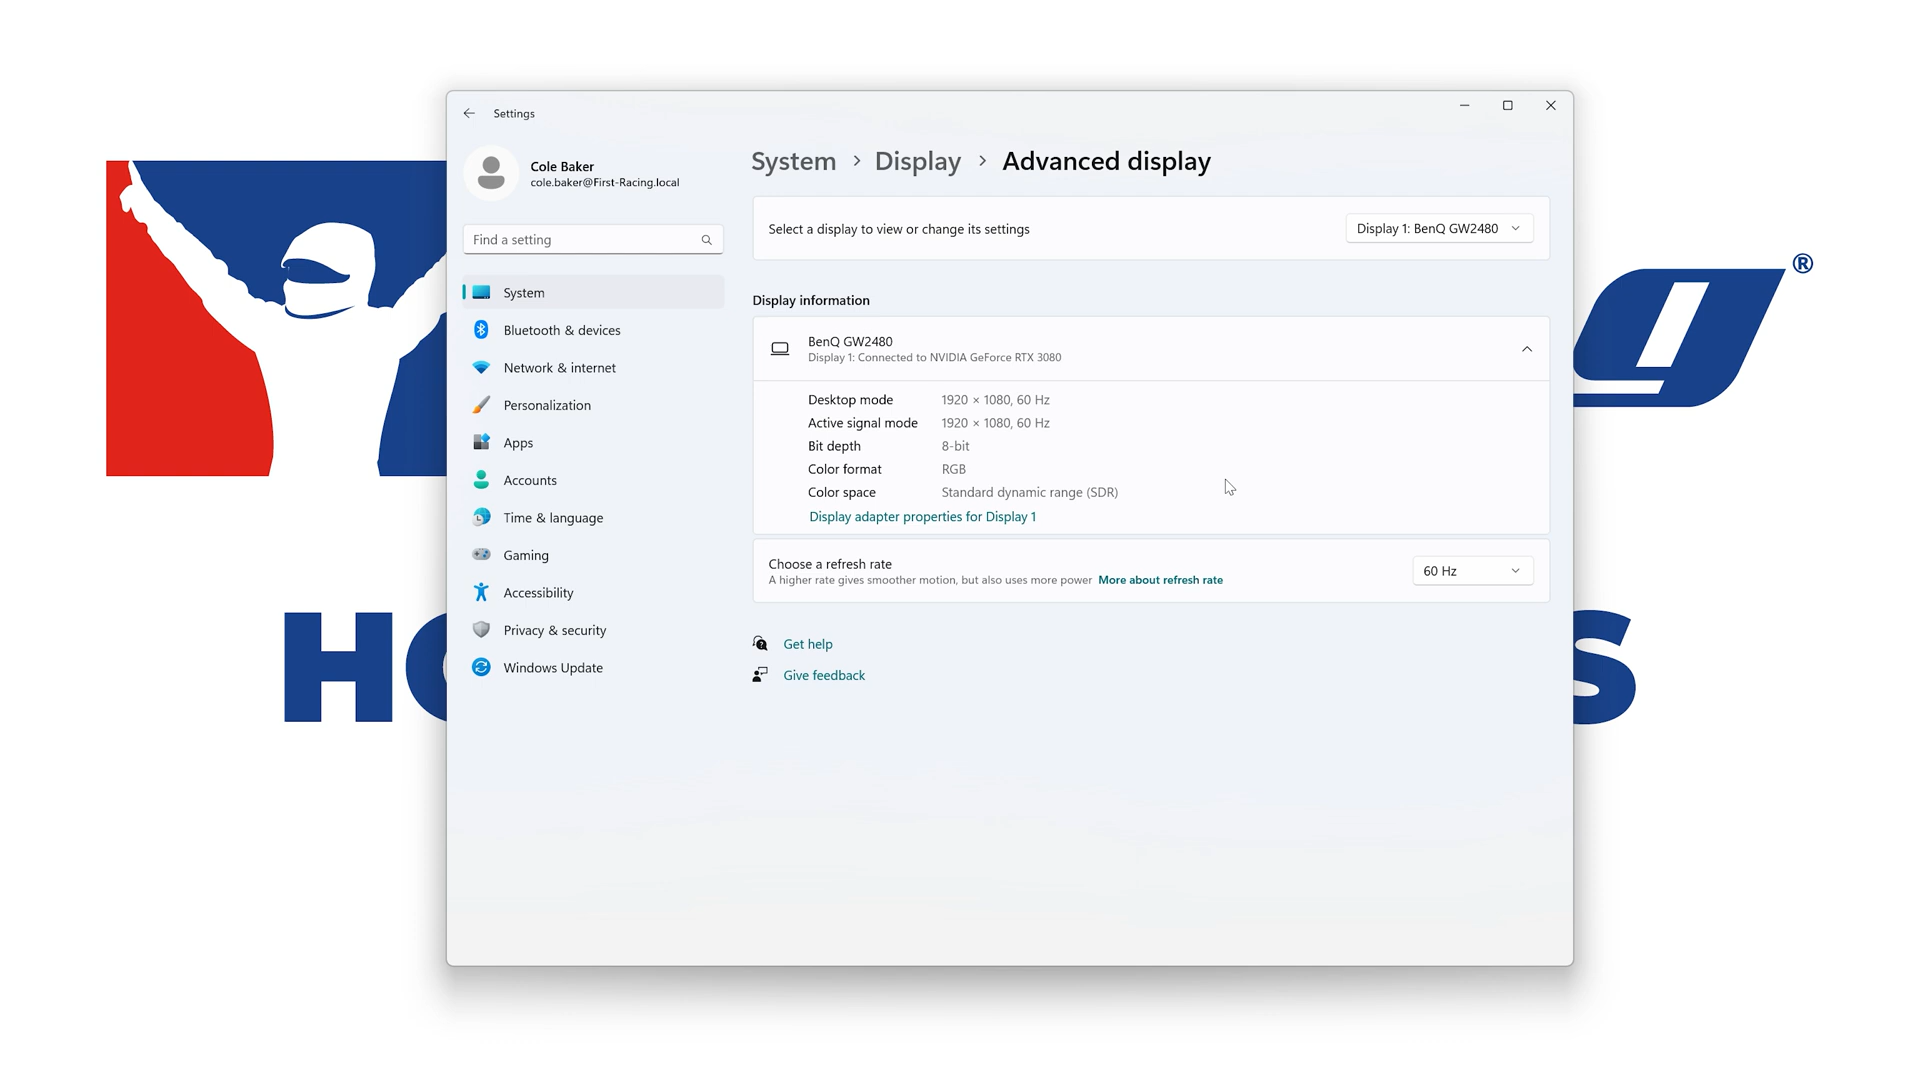 Settings
Cole Baker
cole.baker@First-Racing.local
Find a setting
System
Bluetooth & devices
Network & internet
Personalization
Apps
Accounts
Time & language
Gaming
Accessibility
Privacy & security
Windows Update
System > Display > Advanced display
Select a display to view or change its settings
Display 1: BenQ GW2480
Display information
BenQ GW2480
Display 1: Connected to NVIDIA GeForce RTX 3080
Desktop mode 1920 × 1080, 60 Hz
Active signal mode 1920 × 1080, 60 Hz
Bit depth 8-bit
Color format RGB
Color space Standard dynamic range (SDR)
Display adapter properties for Display 1
Choose a refresh rate
A higher rate gives smoother motion, but also uses more power More about refresh rate
60 Hz
Get help
Give feedback
g®
H
S